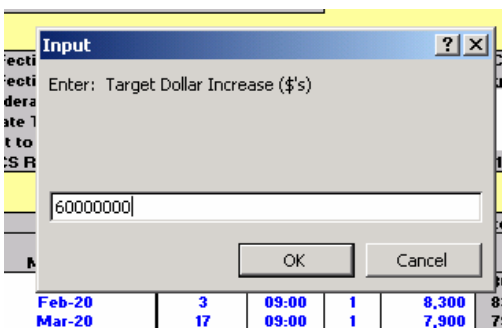 Input
Enter: Target Dollar Increase ($'s)
60000000
OK Cancel
Feb-20 3 09:00 1 8,300
Mar-20 17 09:00 1 7,900